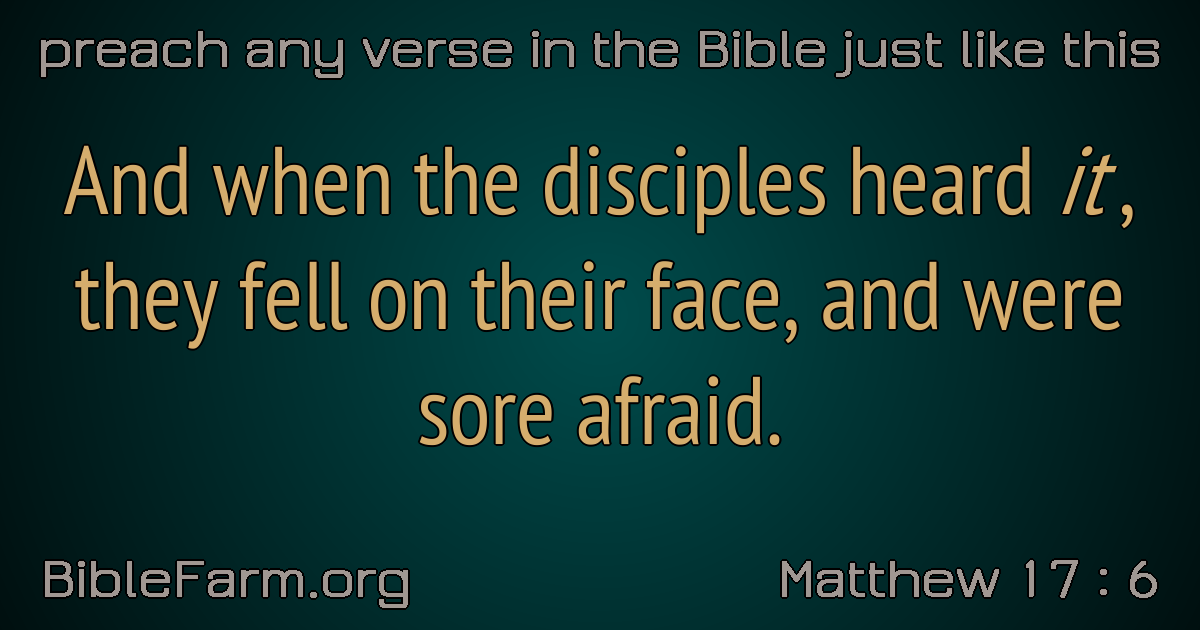 preach any verse in the Bible just like this
And when the disciples heard it,
they fell on their face, and were
sore afraid.
BibleFarm.org
Matthew 17 : 6